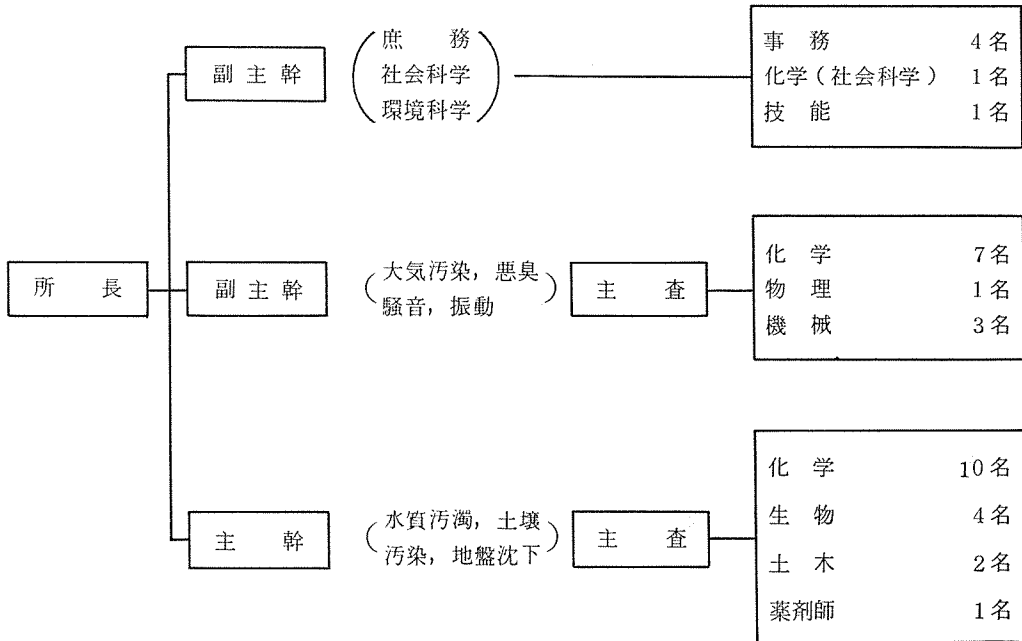 副主幹
庶　務
社会科学
環境科学
事　務　4名
化学（社会科学）　1名
技　能　1名
所　長
副主幹
大気汚染，悪臭
騒音，振動
主　査
化　学　7名
物　理　1名
機　械　3名
主　幹
水質汚濁，土壌
汚染，地盤沈下
主　査
化　学　10名
生　物　4名
土　木　2名
薬剤師　1名